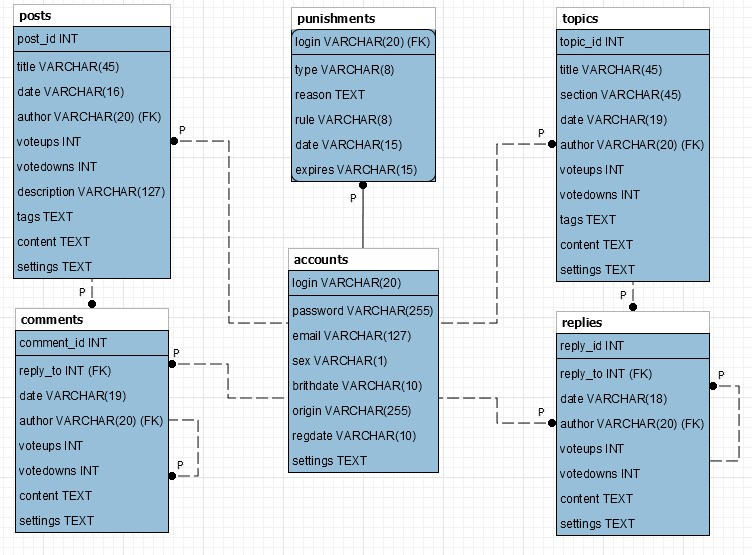 posts
post_id INT
title VARCHAR(45)
date VARCHAR(16)
author VARCHAR(20) (FK)
voteups INT
votedowns INT
description VARCHAR(127)
tags TEXT
content TEXT
settings TEXT
P
P
comments
comment_id INT
reply_to INT (FK)
date VARCHAR(19)
author VARCHAR(20) (FK)
voteups INT
votedowns INT
content TEXT
settings TEXT
P
P
punishments
login VARCHAR(20) (FK)
type VARCHAR(8)
reason TEXT
rule VARCHAR(8)
date VARCHAR(15)
expires VARCHAR(15)
P
accounts
login VARCHAR(20)
password VARCHAR(255)
email VARCHAR(127)
sex VARCHAR(1)
brithdate VARCHAR(10)
origin VARCHAR(255)
regdate VARCHAR(10)
settings TEXT
topics
topic_id INT
title VARCHAR(45)
section VARCHAR(45)
date VARCHAR(19)
author VARCHAR(20) (FK)
voteups INT
votedowns INT
tags TEXT
content TEXT
settings TEXT
P
P
replies
reply_id INT
reply_to INT (FK)
date VARCHAR(18)
author VARCHAR(20) (FK)
voteups INT
votedowns INT
content TEXT
settings TEXT
P
P